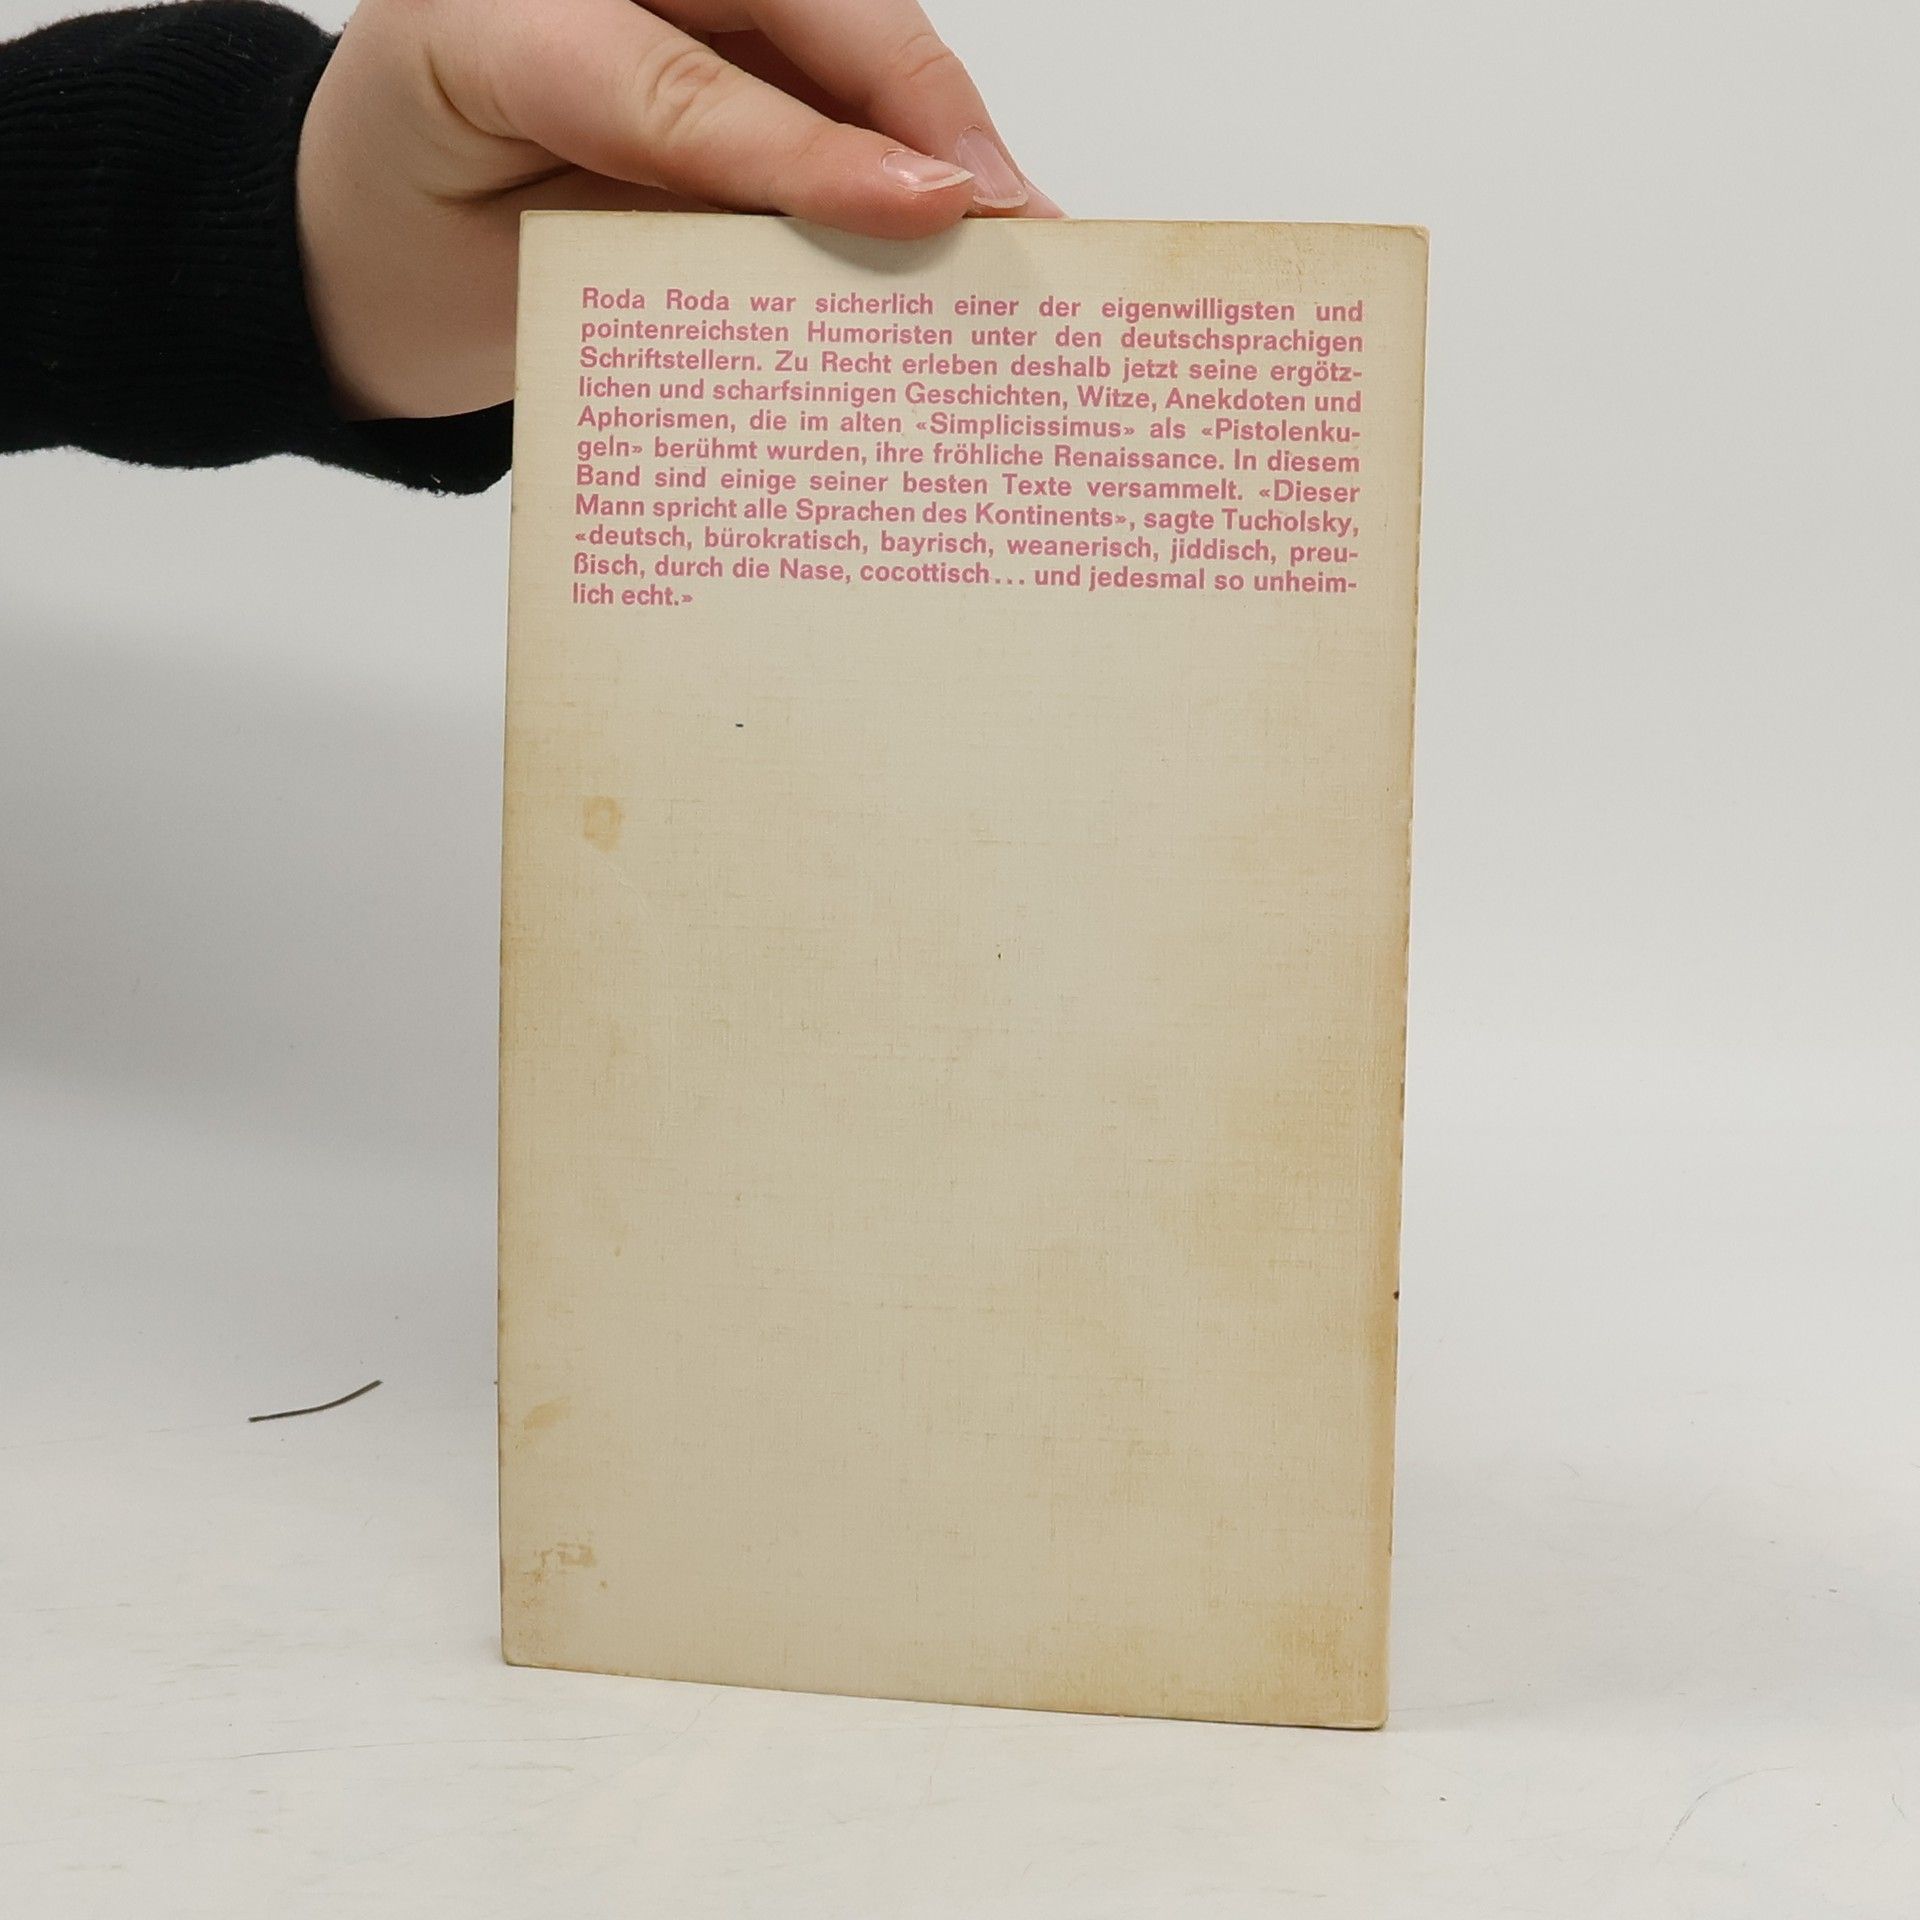 Roda Roda war sicherlich einer der eigenwilligsten und
pointenreichsten Humoristen unter den deutschsprachigen
Schriftstellern. Zu Recht erleben deshalb jetzt seine ergötz-
lichen und scharfsinnigen Geschichten, Witze, Anekdoten und
Aphorismen, die im alten «Simplicissimus» als «Pistolenku-
geln» berühmt wurden, ihre fröhliche Renaissance. In diesem
Band sind einige seiner besten Texte versammelt. «Dieser
Mann spricht alle Sprachen des Kontinents», sagte Tucholsky,
«deutsch, bürokratisch, bayrisch, weanerisch, jiddisch, preu-
ßisch, durch die Nase, cocottisch... und jedesmal so unheim-
lich echt.»